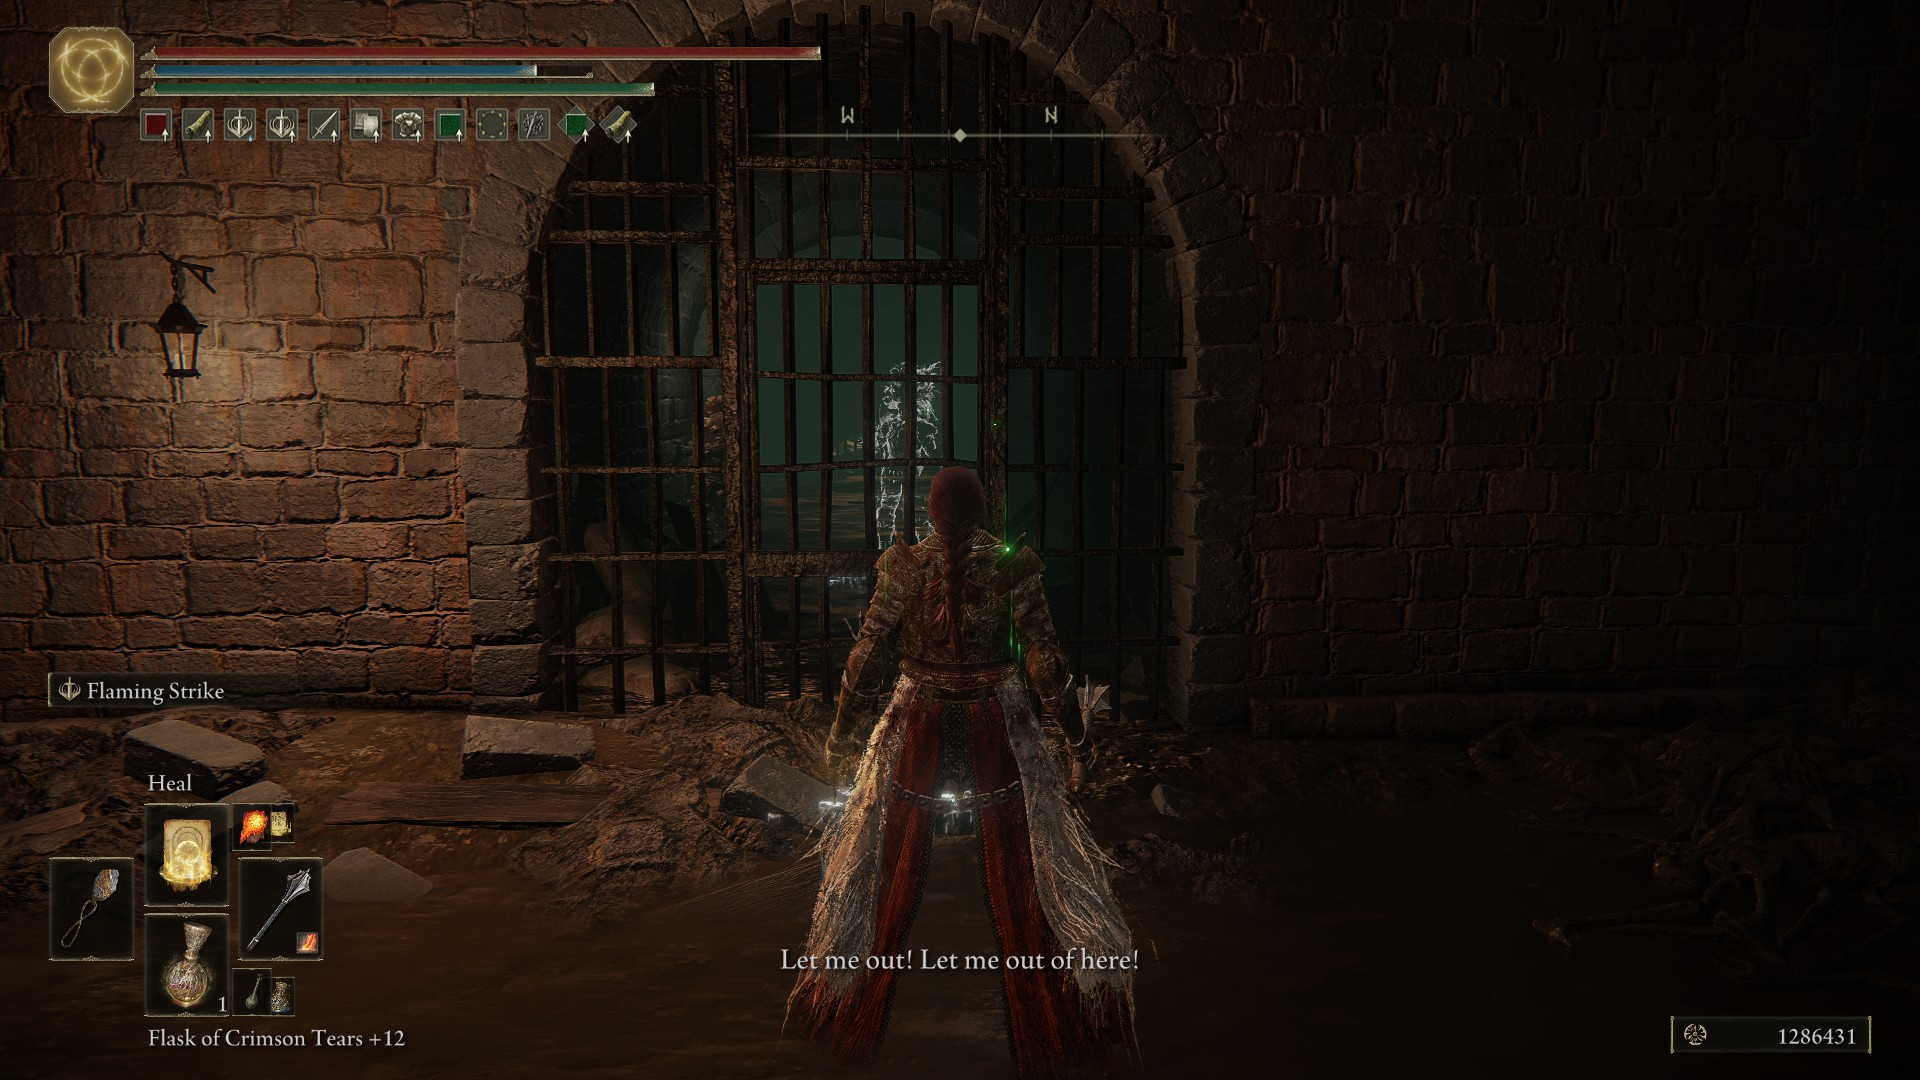 W N
Flaming Strike
Heal
Let me out! Let me out of here!
1
Flask of Crimson Tears +12
1286431